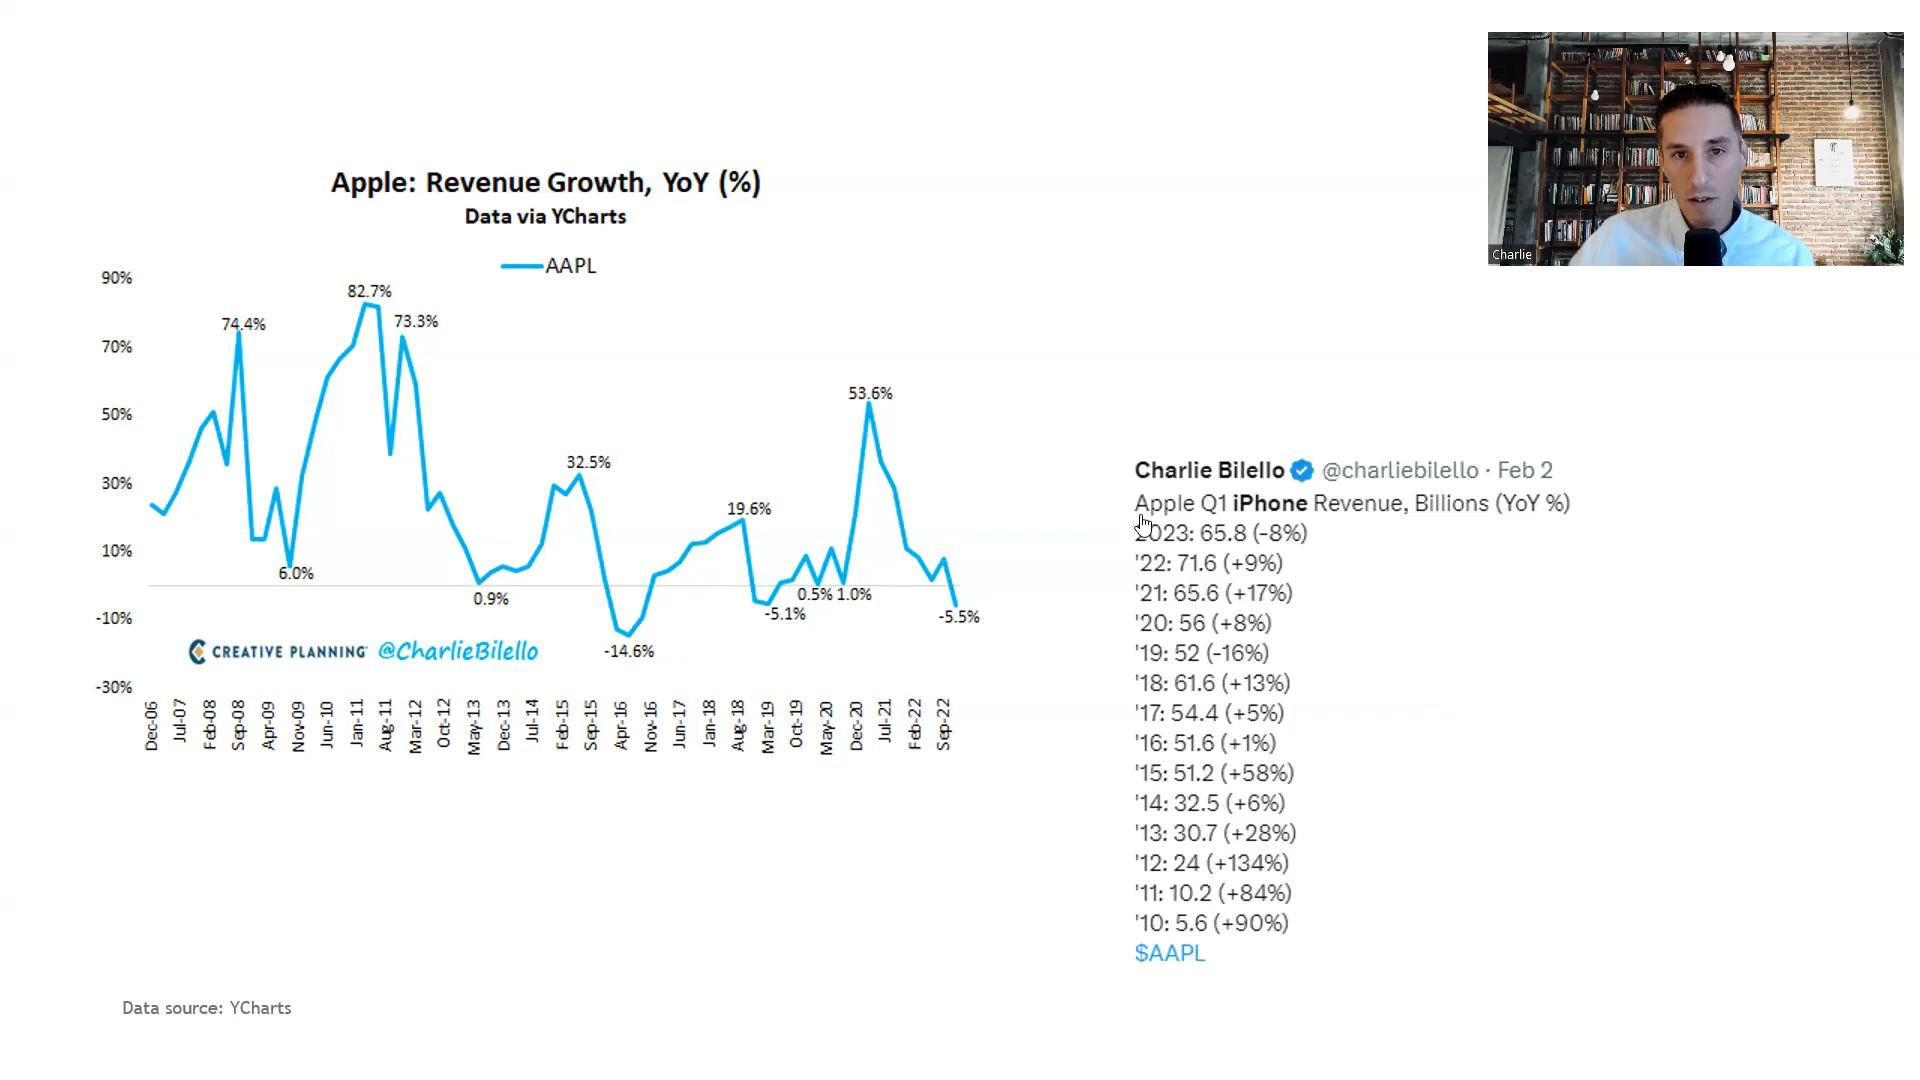 Apple: Revenue Growth, YoY (%)
Data via YCharts
AAPL
90%
70%
50%
30%
10%
-10%
-30%
74.4%
6.0%
82.7%
73.3%
0.9%
32.5%
-14.6%
19.6%
-5.1%
0.5%
1.0%
53.6%
-5.5%
CREATIVE PLANNING @CharlieBilello
Dec-06
Jul-07
Feb-08
Sep-08
Apr-09
Nov-09
Jun-10
Jan-11
Aug-11
Mar-12
Oct-12
May-13
Dec-13
Jul-14
Feb-15
Sep-15
Apr-16
Nov-16
Jun-17
Jan-18
Aug-18
Mar-19
Oct-19
May-20
Dec-20
Jul-21
Feb-22
Sep-22
Data source: YCharts
Charlie
Charlie Bilello @charliebilello · Feb 2
Apple Q1 iPhone Revenue, Billions (YoY %)
2023: 65.8 (-8%)
'22: 71.6 (+9%)
'21: 65.6 (+17%)
'20: 56 (+8%)
'19: 52 (-16%)
'18: 61.6 (+13%)
'17: 54.4 (+5%)
'16: 51.6 (+1%)
'15: 51.2 (+58%)
'14: 32.5 (+6%)
'13: 30.7 (+28%)
'12: 24 (+134%)
'11: 10.2 (+84%)
'10: 5.6 (+90%)
$AAPL